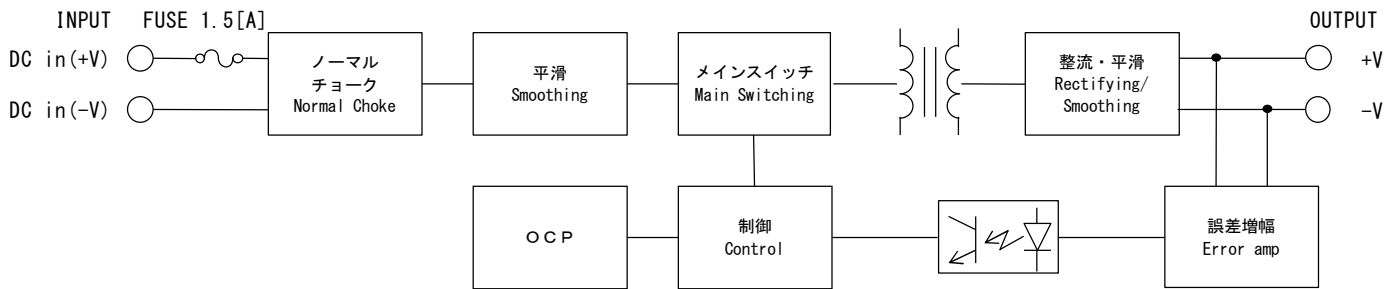 INPUT FUSE 1.5[A]
OUTPUT
DC in(+V)
DC in(-V)
ノーマル
チョーク
Normal Choke
平滑
Smoothing
メインスイッチ
Main Switching
整流・平滑
Rectifying/
Smoothing
+V
-V
OCP
制御
Control
誤差増幅
Error amp